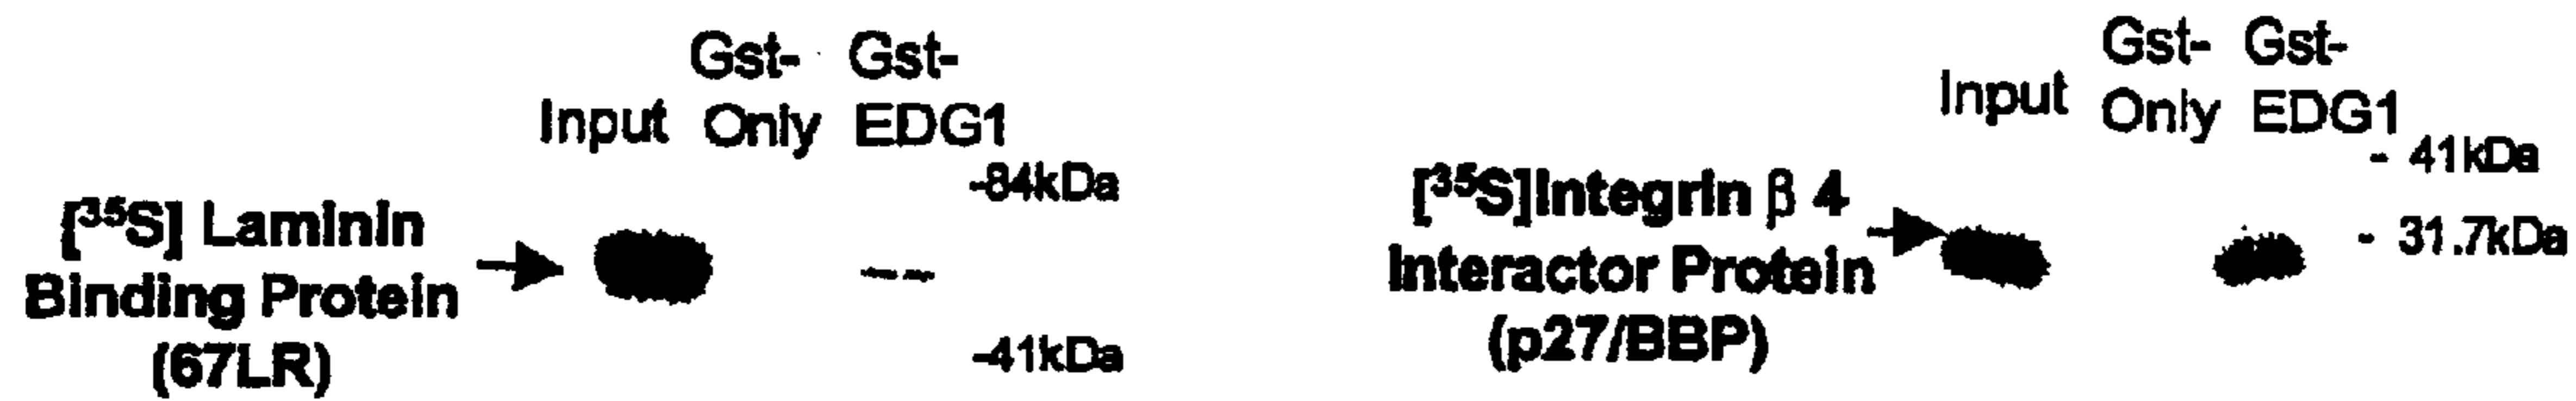 Gst- Gst-
Input Only EDG1
-84kDa
[³⁵S] Laminin
Binding Protein
(67LR)
-41kDa
Gst- Gst-
Input Only EDG1
- 41kDa
[³⁵S]Integrin β 4
Interactor Protein
(p27/BBP)
- 31.7kDa